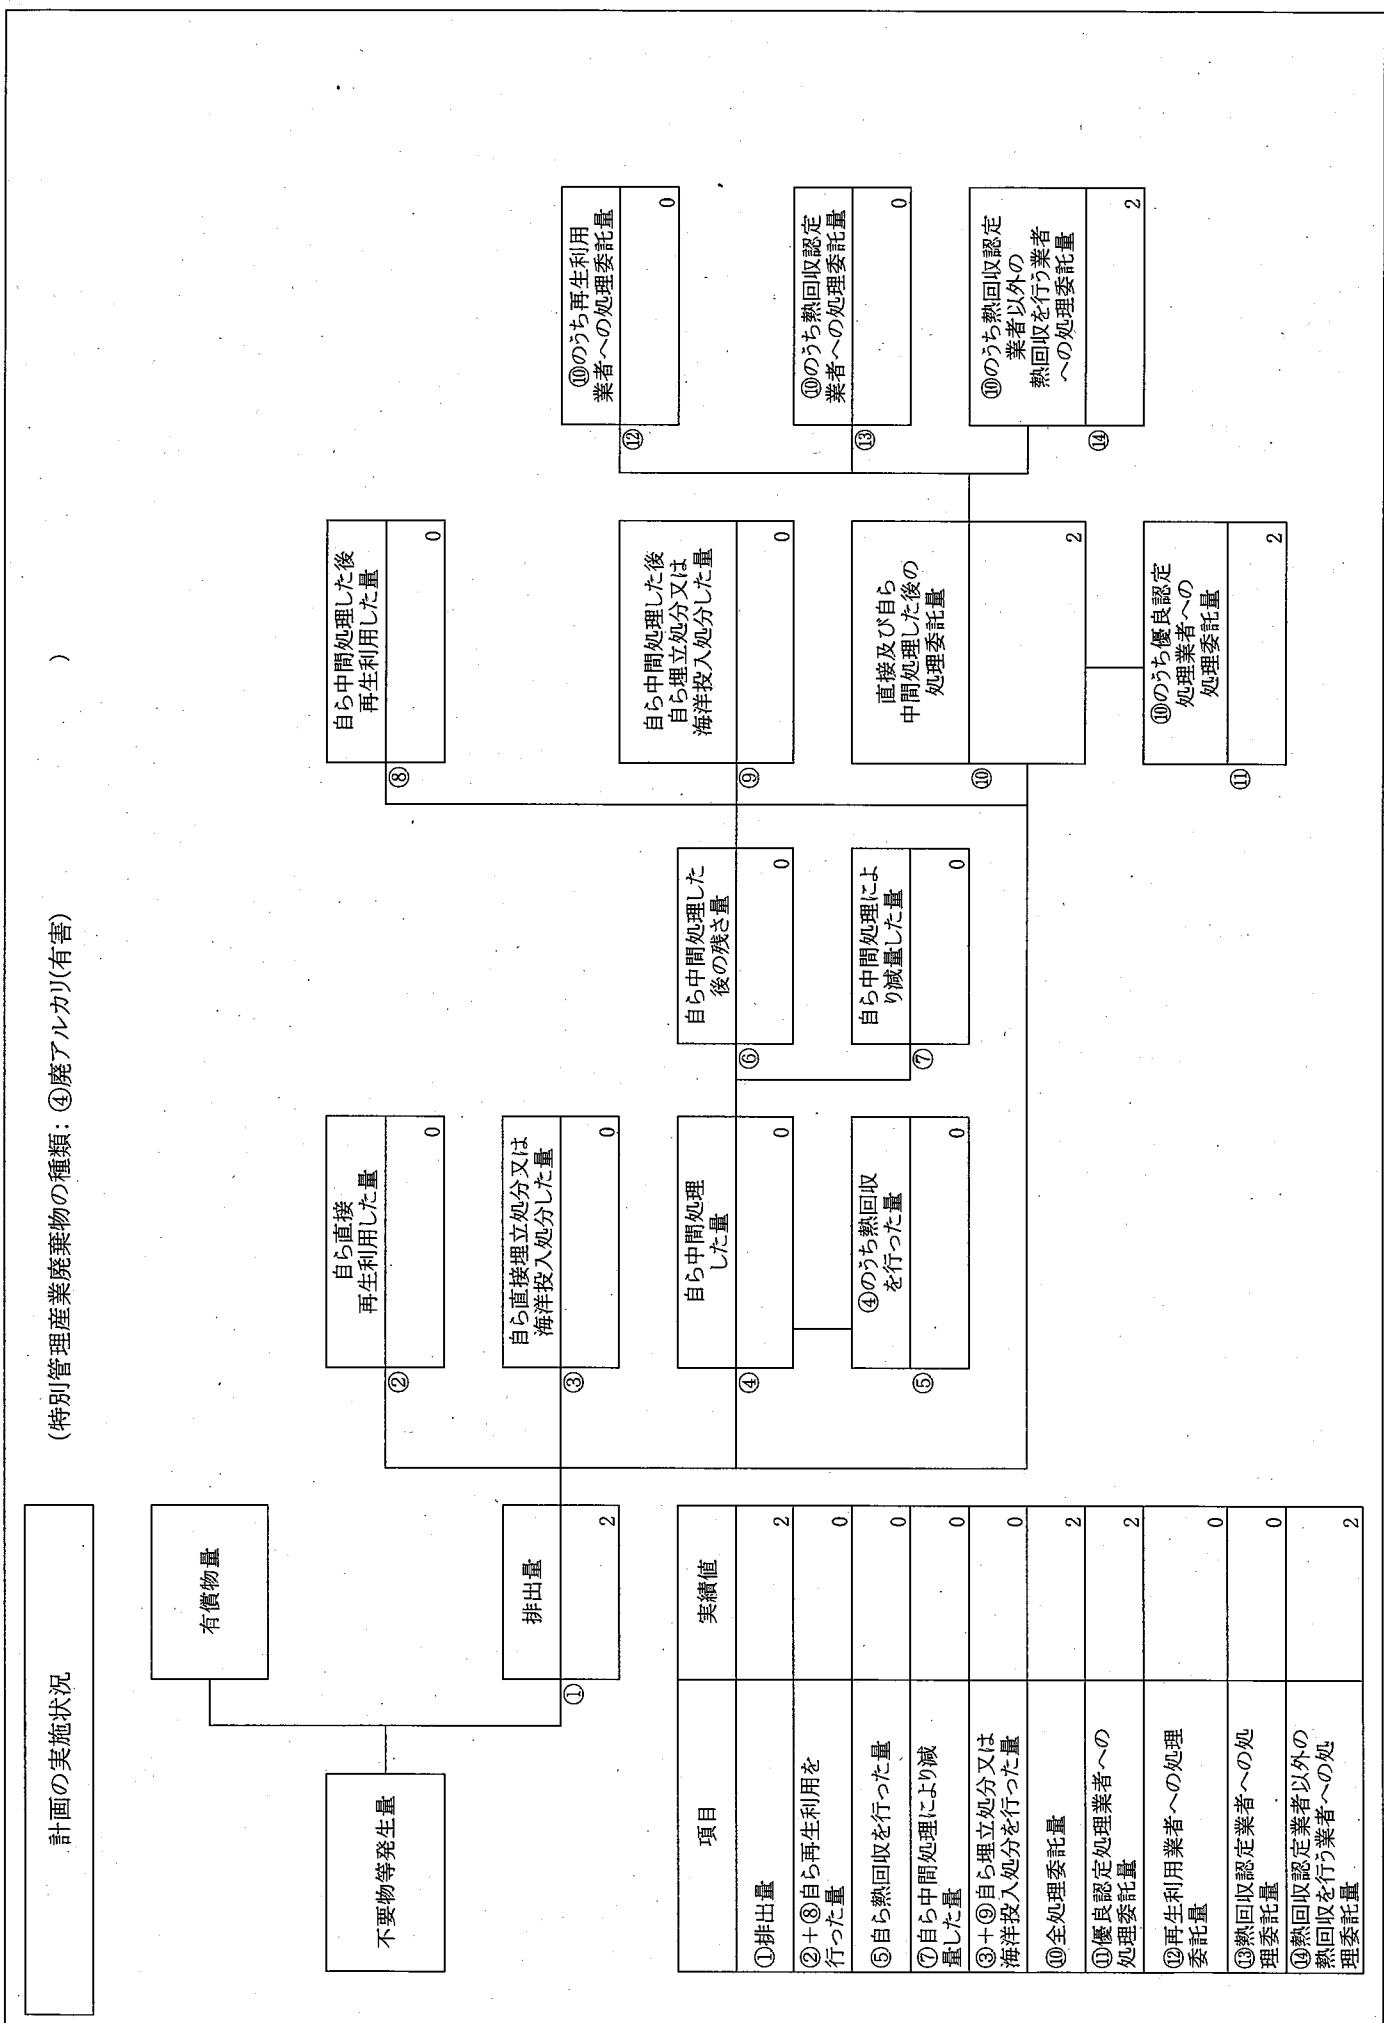 計画の実施状況
(特別管理産業廃棄物の種類：④廃アルカリ(有害)
)
不要物等発生量
有償物量
①
排出量
2
②
自ら直接
再生利用した量
0
③
自ら直接埋立処分又は
海洋投入処分した量
0
④
自ら中間処理
した量
0
⑤
④のうち熱回収
を行った量
0
⑥
自ら中間処理した
後の残さ量
0
⑦
自ら中間処理によ
り減量した量
0
⑧
自ら中間処理した後
再生利用した量
0
⑨
自ら中間処理した後
自ら埋立処分又は
海洋投入処分した量
0
⑩
直接及び自ら
中間処理した後の
処理委託量
2
⑪
⑩のうち優良認定
処理業者への
処理委託量
2
⑫
⑩のうち再生利用
業者への処理委託量
0
⑬
⑩のうち熱回収認定
業者への処理委託量
0
⑭
⑩のうち熱回収認定
業者以外の
熱回収を行う業者
への処理委託量
2
項目 実績値
①排出量 2
②＋⑧自ら再生利用を
行った量 0
⑤自ら熱回収を行った量 0
⑦自ら中間処理により減
量した量 0
③＋⑨自ら埋立処分又は
海洋投入処分を行った量 0
⑩全処理委託量 2
⑪優良認定処理業者への
処理委託量 2
⑫再生利用業者への処理
委託量 0
⑬熱回収認定業者への処
理委託量 0
⑭熱回収認定業者以外の
熱回収を行う業者への処
理委託量 2